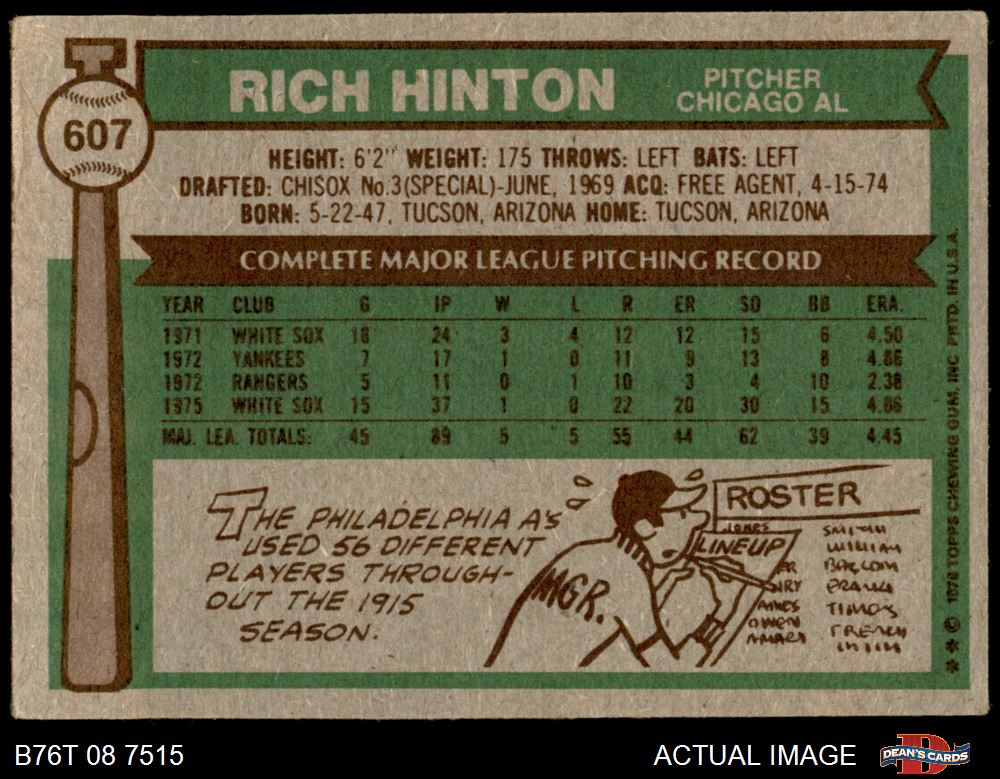 607
RICH HINTON
PITCHER
CHICAGO AL
HEIGHT: 6'2" WEIGHT: 175 THROWS: LEFT BATS: LEFT
DRAFTED: CHISOX No.3(SPECIAL)-JUNE, 1969 ACQ: FREE AGENT, 4-15-74
BORN: 5-22-47, TUCSON, ARIZONA HOME: TUCSON, ARIZONA
COMPLETE MAJOR LEAGUE PITCHING RECORD
YEAR CLUB G IP W L R ER SO BB ERA.
1971 WHITE SOX 18 24 3 4 12 12 15 6 4.50
1972 YANKEES 7 17 1 0 11 9 13 8 4.86
1972 RANGERS 5 11 0 1 10 3 4 10 2.38
1975 WHITE SOX 15 37 1 0 22 20 30 15 4.86
MAJ. LEA. TOTALS: 45 89 5 5 55 44 62 39 4.45
THE PHILADELPHIA A'S
USED 56 DIFFERENT
PLAYERS THROUGH-
OUT THE 1915
SEASON.
MGR.
ROSTER
JONES
LINEUP
SMITH
WILLIAM
FRANK
AMES
OWEN
FRENCH
** © 1976 TOPPS CHEWING GUM, INC. PRTD. IN U.S.A.
B76T 08 7515
ACTUAL IMAGE
DEAN'S CARDS